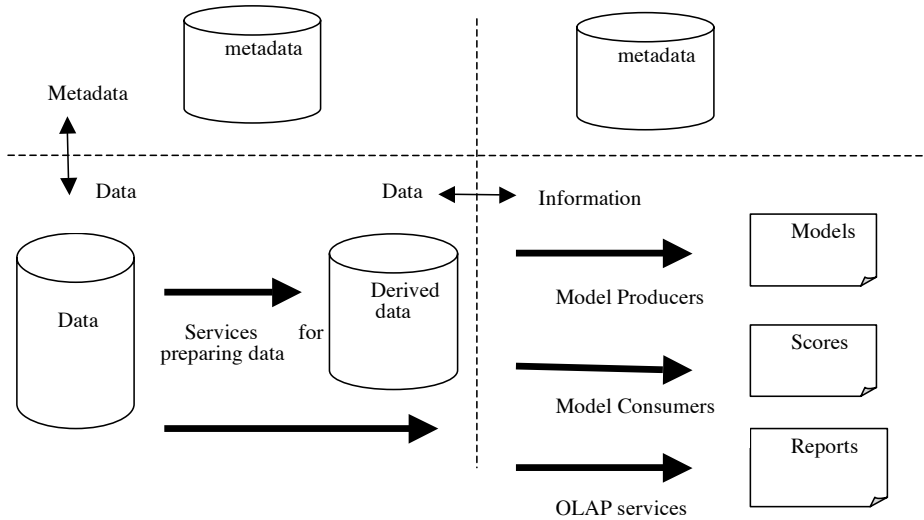 metadata
metadata
Metadata
Data
Data
Information
Models
Data
Derived
data
Services for
preparing data
Model Producers
Scores
Model Consumers
Reports
OLAP services